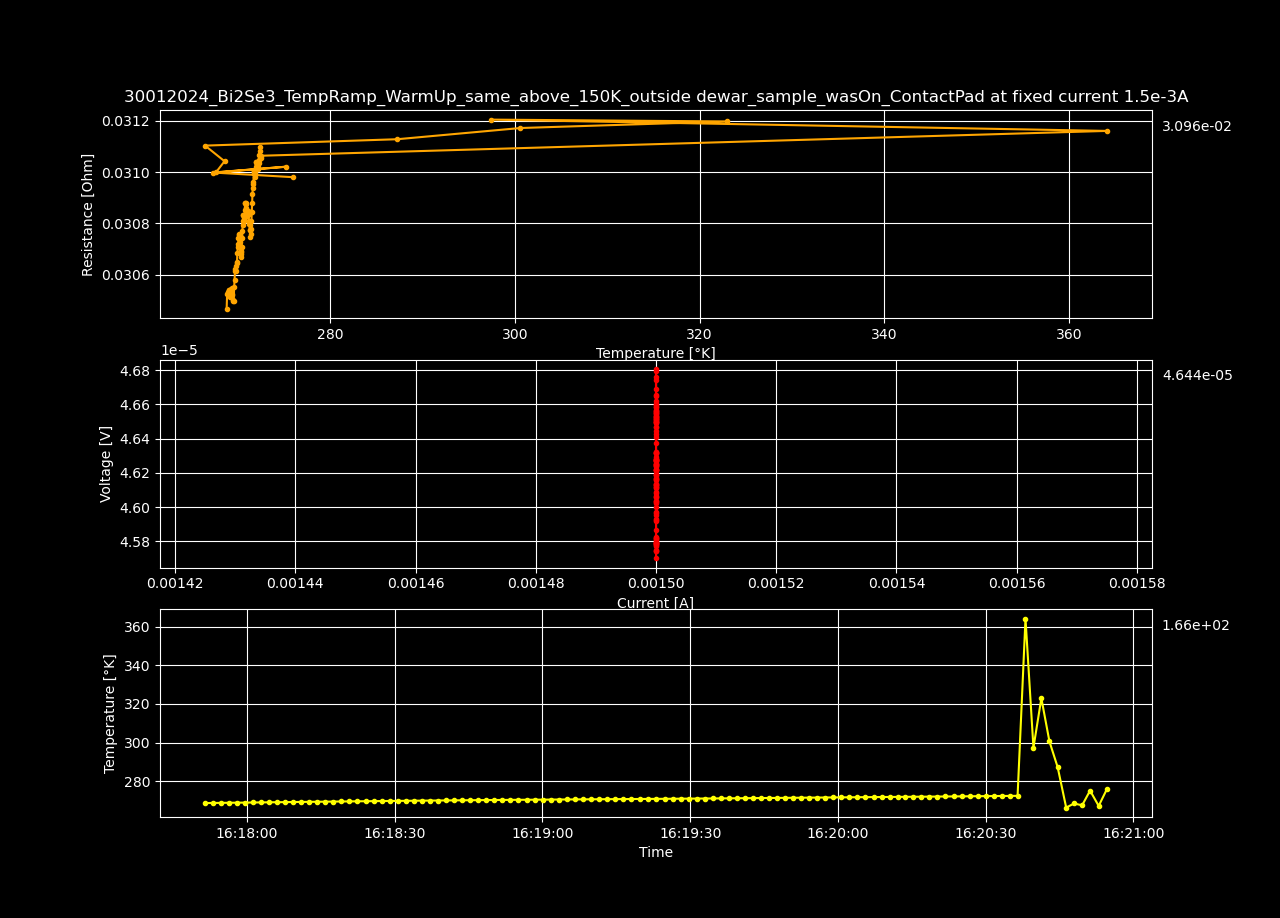 30012024_Bi2Se3_TempRamp_WarmUp_same_above_150K_outside dewar_sample_wasOn_ContactPad at fixed current 1.5e-3A
0.0312
0.0310
0.0308
0.0306
Resistance [Ohm]
3.096e-02
280 300 320 340 360
Temperature [°K]
1e−5
4.68
4.66
4.64
4.62
4.60
4.58
Voltage [V]
4.644e-05
0.00142 0.00144 0.00146 0.00148 0.00150 0.00152 0.00154 0.00156 0.00158
Current [A]
360
340
320
300
280
Temperature [°K]
1.66e+02
16:18:00 16:18:30 16:19:00 16:19:30 16:20:00 16:20:30 16:21:00
Time